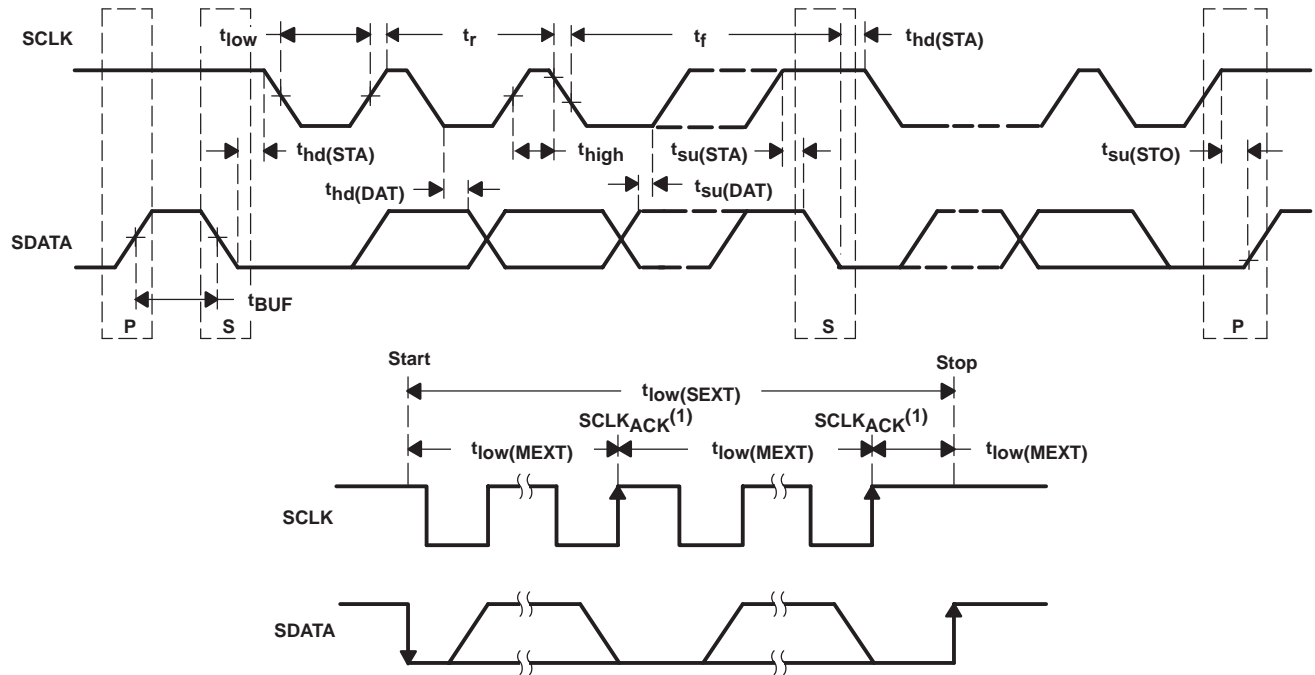 SCLK
tlow
tr
tf
thd(STA)
thd(STA)
thigh
tsu(STA)
tsu(STO)
thd(DAT)
tsu(DAT)
SDATA
tBUF
P
S
S
P
Start
Stop
tlow(SEXT)
SCLKACK(1)
SCLKACK(1)
tlow(MEXT)
tlow(MEXT)
tlow(MEXT)
SCLK
SDATA